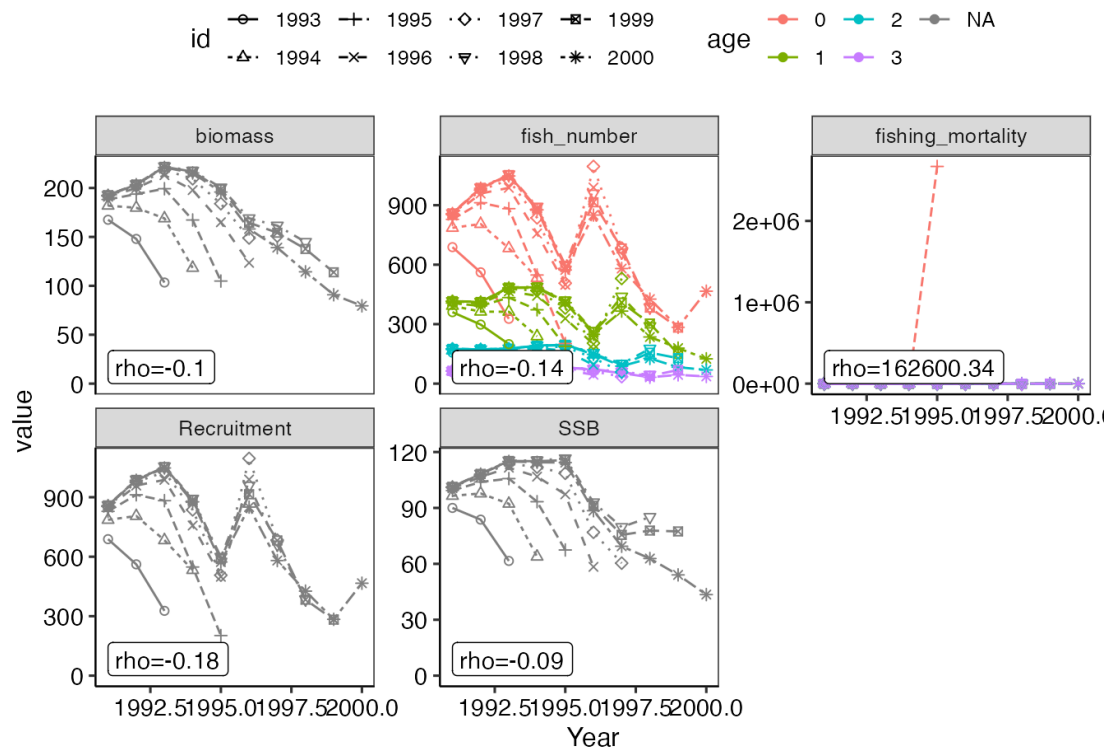 id 1993 1995 1997 1999 age 0 2 NA
1994 1996 1998 2000 1 3
biomass fish_number fishing_mortality
200
150
100
50
0
rho=-0.1
900
600
300
0
rho=-0.14
2e+06
1e+06
0e+00
rho=162600.34
1992.5 1995.0 1997.5 2000.0
value
Recruitment SSB
900
600
300
0
rho=-0.18
1992.5 1995.0 1997.5 2000.0
120
90
60
30
0
rho=-0.09
1992.5 1995.0 1997.5 2000.0
Year